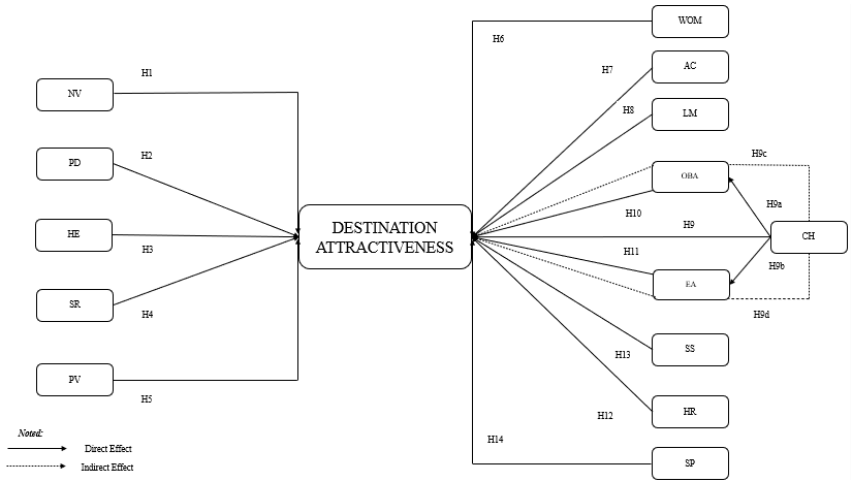 WOM
H6
AC
H7
H1
NV
LM
H8
H2
PD
H9c
OBA
H9a
H10
DESTINATION
ATTRACTIVENESS
H9
CH
HE
H3
H11
H9b
EA
SR
H4
H9d
SS
H13
PV
H5
HR
H12
Noted:
H14
Direct Effect
SP
Indirect Effect